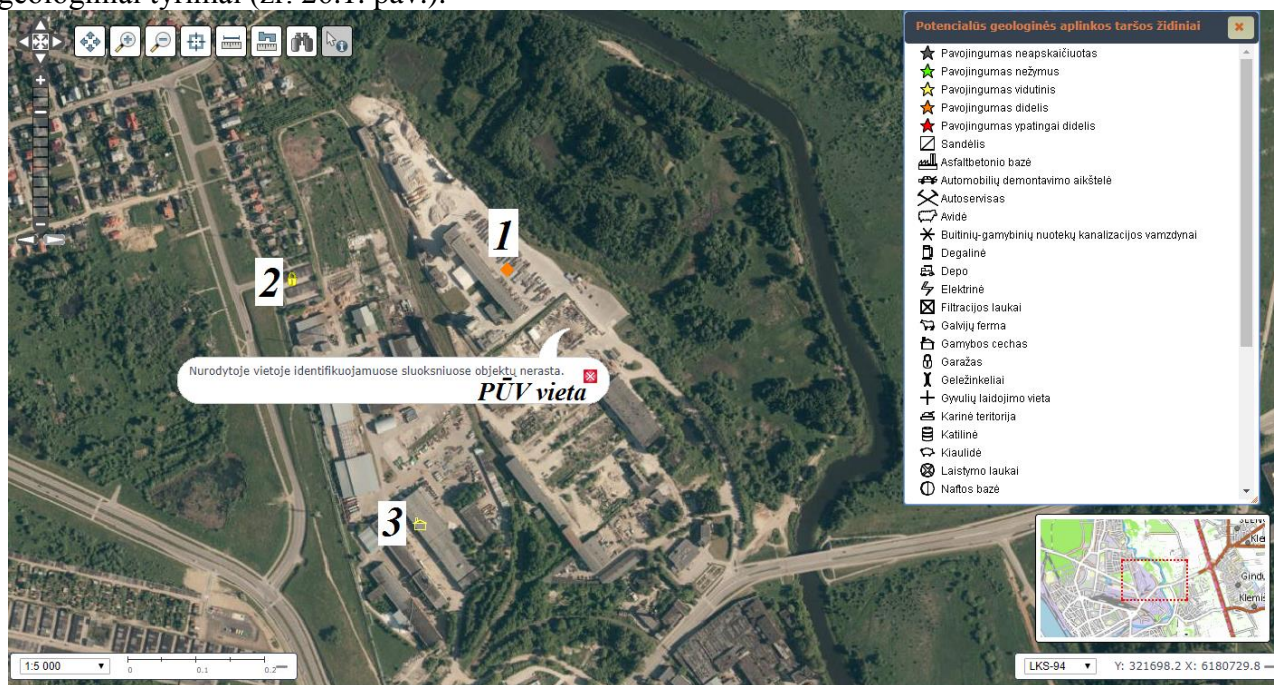 geologiniai tyrimai (žr. 20.1. pav.).
Potencialūs geologinės aplinkos taršos židiniai
Pavojingumas neapskaičiuotas
Pavojingumas nežymus
Pavojingumas vidutinis
Pavojingumas didelis
Pavojingumas ypatingai didelis
Sandėlis
Asfaltbetonio bazė
Automobilių demontavimo aikštelė
Autoservisas
Avidė
Buitinių-gamybinių nuotekų kanalizacijos vamzdynai
Degalinė
Depo
Elektrinė
Filtracijos laukai
Galvijų ferma
Gamybos cechas
Garažas
Geležinkeliai
Gyvulių laidojimo vieta
Karinė teritorija
Katilinė
Kiaulidė
Laistymo laukai
Naftos bazė
1
2
Nurodytoje vietoje identifikuojamuose sluoksniuose objektų nerasta.
PŪV vieta
3
Gindu
Klemis
1:5 000
0 0.1 0.2
LKS-94 Y: 321698.2 X: 6180729.8